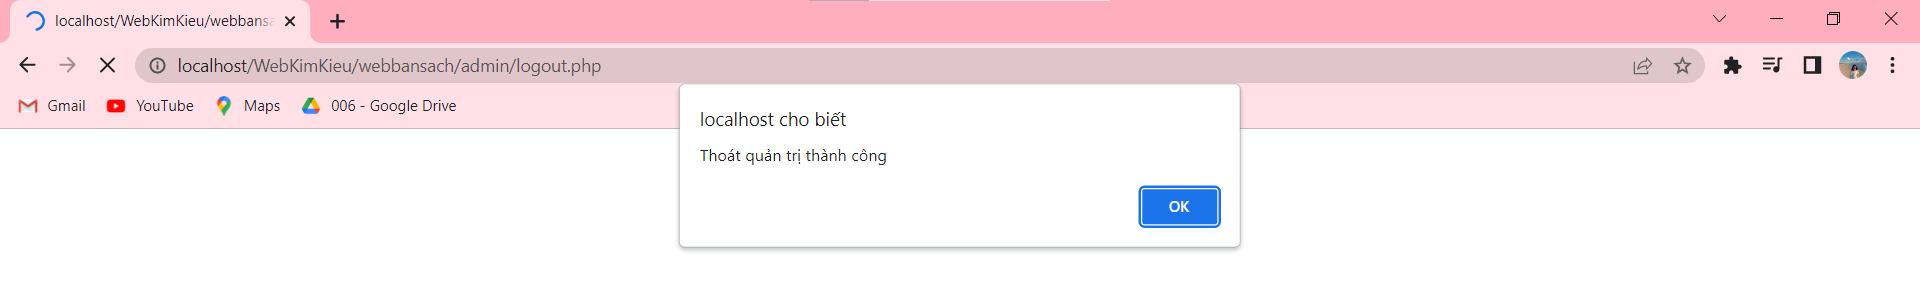 localhost/WebKimKieu/webbansa
localhost/WebKimKieu/webbansach/admin/logout.php
Gmail YouTube Maps 006 - Google Drive
localhost cho biết
Thoát quản trị thành công
OK